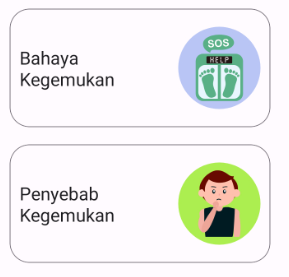 Bahaya
Kegemukan
SOS
HELP
Penyebab
Kegemukan